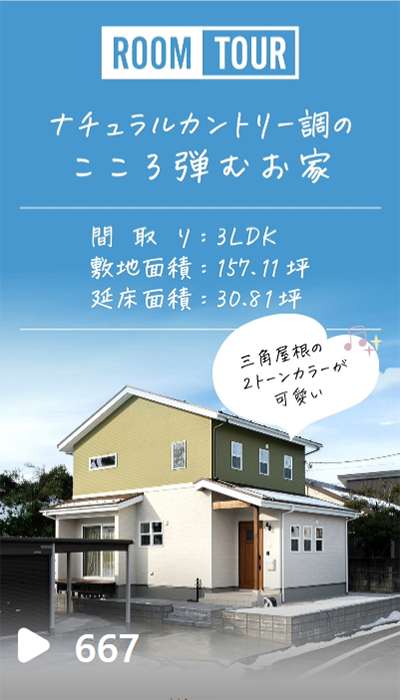 ROOM TOUR
ナチュラルカントリー調の
こころ弾むお家
間取り：3LDK
敷地面積：157.11坪
延床面積：30.81坪
三角屋根の
2トーンカラーが
可愛い
667